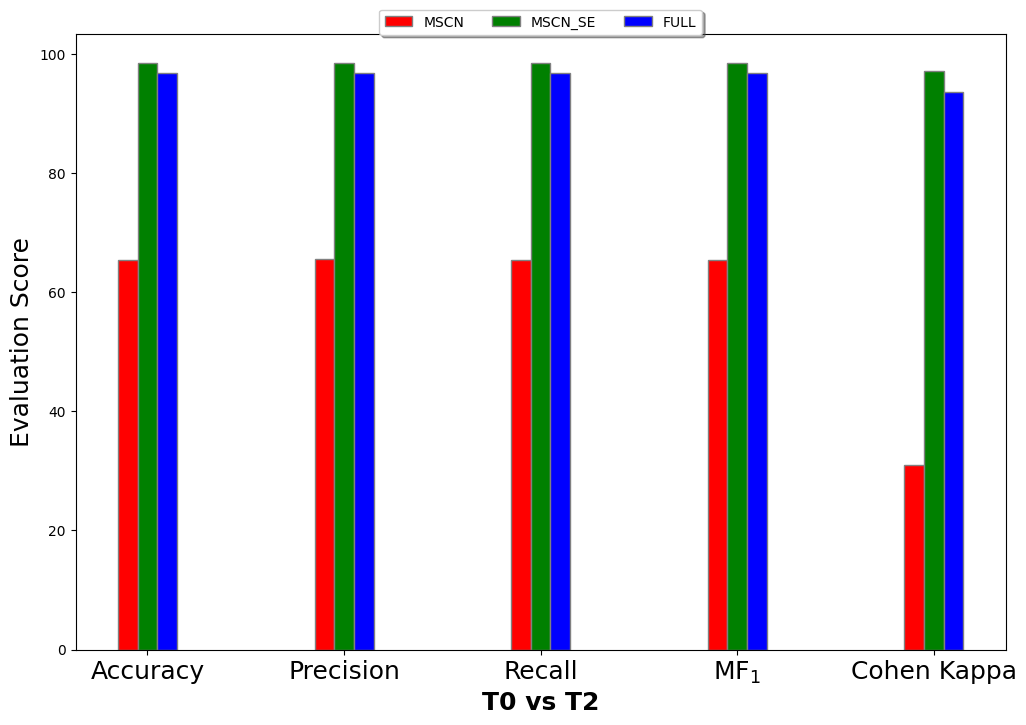 MSCN MSCN_SE FULL
100
80
60
40
20
0
Evaluation Score
Accuracy Precision Recall MF₁ Cohen Kappa
T0 vs T2